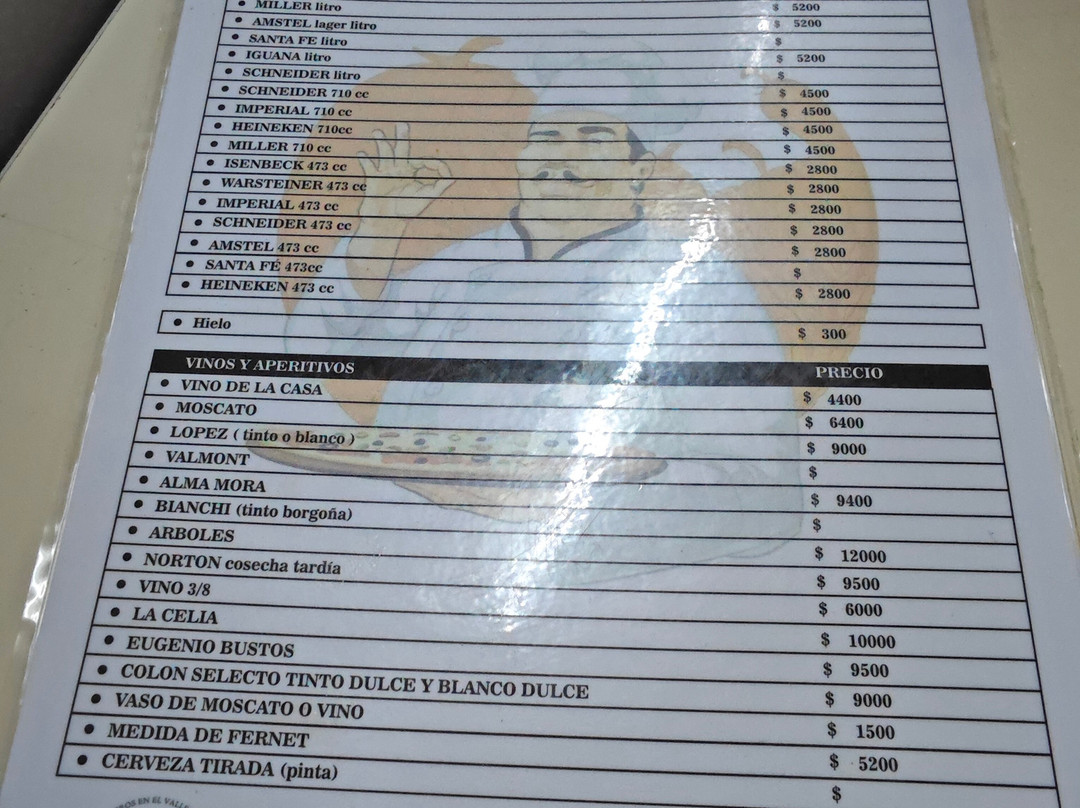 • MILLER litro $ 5200
• AMSTEL lager litro $ 5200
• SANTA FE litro $
• IGUANA litro $ 5200
• SCHNEIDER litro $
• SCHNEIDER 710 cc $ 4500
• IMPERIAL 710 cc $ 4500
• HEINEKEN 710cc $ 4500
• MILLER 710 cc $ 4500
• ISENBECK 473 cc $ 2800
• WARSTEINER 473 cc $ 2800
• IMPERIAL 473 cc $ 2800
• SCHNEIDER 473 cc $ 2800
• AMSTEL 473 cc $ 2800
• SANTA FÉ 473cc $
• HEINEKEN 473 cc $ 2800
• Hielo $ 300
VINOS Y APERITIVOS PRECIO
• VINO DE LA CASA $ 4400
• MOSCATO $ 6400
• LOPEZ ( tinto o blanco ) $ 9000
• VALMONT $
• ALMA MORA $ 9400
• BIANCHI (tinto borgoña) $
• ARBOLES $ 12000
• NORTON cosecha tardía $ 9500
• VINO 3/8 $ 6000
• LA CELIA $ 10000
• EUGENIO BUSTOS $ 9500
• COLON SELECTO TINTO DULCE Y BLANCO DULCE $ 9000
• VASO DE MOSCATO O VINO $ 1500
• MEDIDA DE FERNET $ 5200
• CERVEZA TIRADA (pinta) $
EN EL VALLE